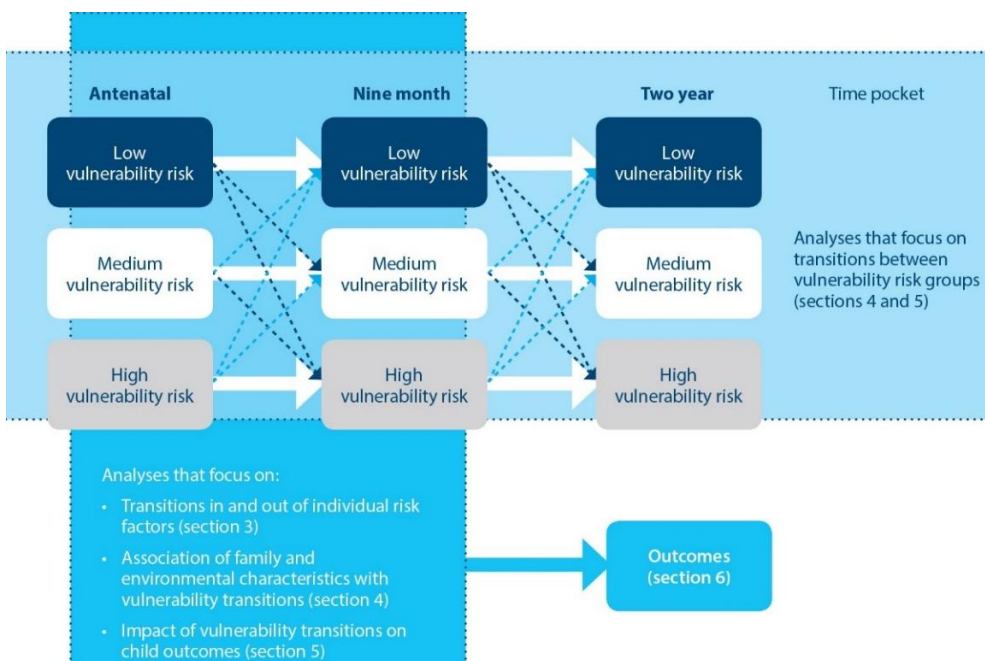 Antenatal
Nine month
Two year
Time pocket
Low
vulnerability risk
Low
vulnerability risk
Low
vulnerability risk
Medium
vulnerability risk
Medium
vulnerability risk
Medium
vulnerability risk
Analyses that focus on
transitions between
vulnerability risk groups
(sections 4 and 5)
High
vulnerability risk
High
vulnerability risk
High
vulnerability risk
Analyses that focus on:
• Transitions in and out of individual risk
factors (section 3)
• Association of family and
environmental characteristics with
vulnerability transitions (section 4)
• Impact of vulnerability transitions on
child outcomes (section 5)
Outcomes
(section 6)